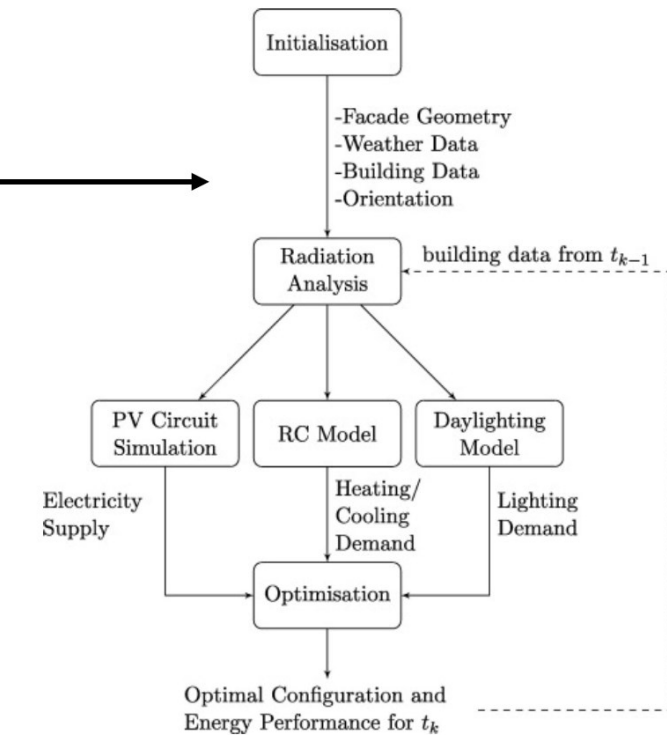 Initialisation
-Facade Geometry
-Weather Data
-Building Data
-Orientation
Radiation
Analysis
building data from t_{k−1}
PV Circuit
Simulation
RC Model
Daylighting
Model
Electricity
Supply
Heating/
Cooling
Demand
Lighting
Demand
Optimisation
Optimal Configuration and
Energy Performance for t_k